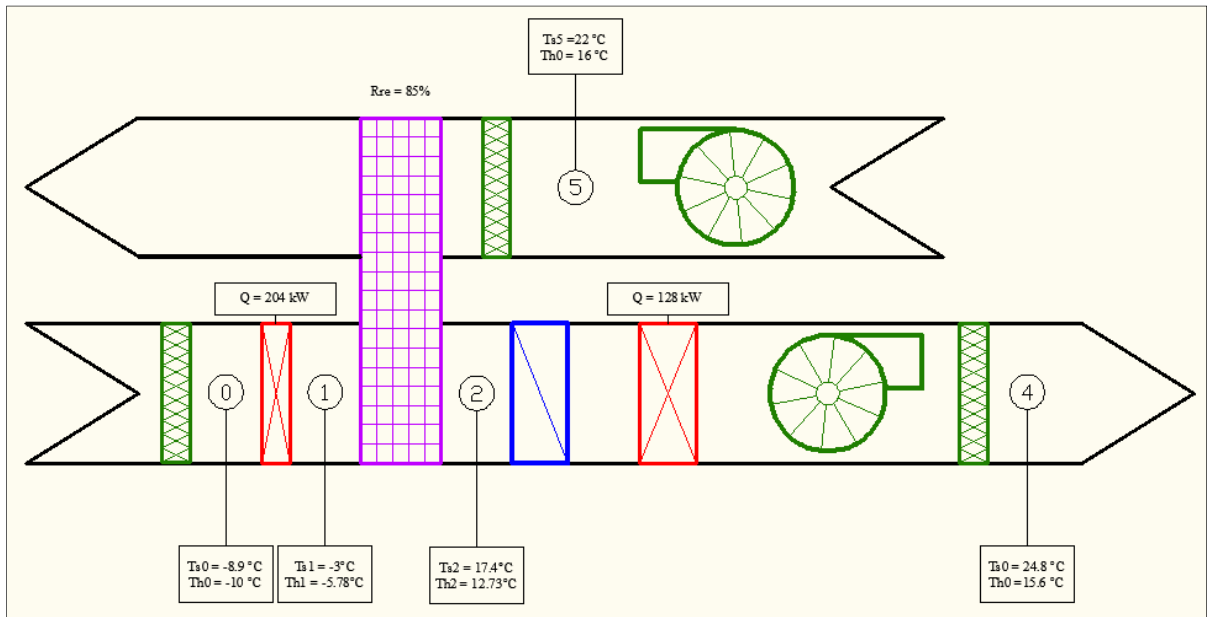 Ts5 =22 °C
Th0 = 16 °C
Rre = 85%
5
Q = 204 kW
Q = 128 kW
0
1
2
4
Ts0 = -8.9 °C
Th0 = -10 °C
Ts1 = -3°C
Th1 = -5.78°C
Ts2 = 17.4°C
Th2 = 12.73°C
Ts0 = 24.8 °C
Th0 =15.6 °C